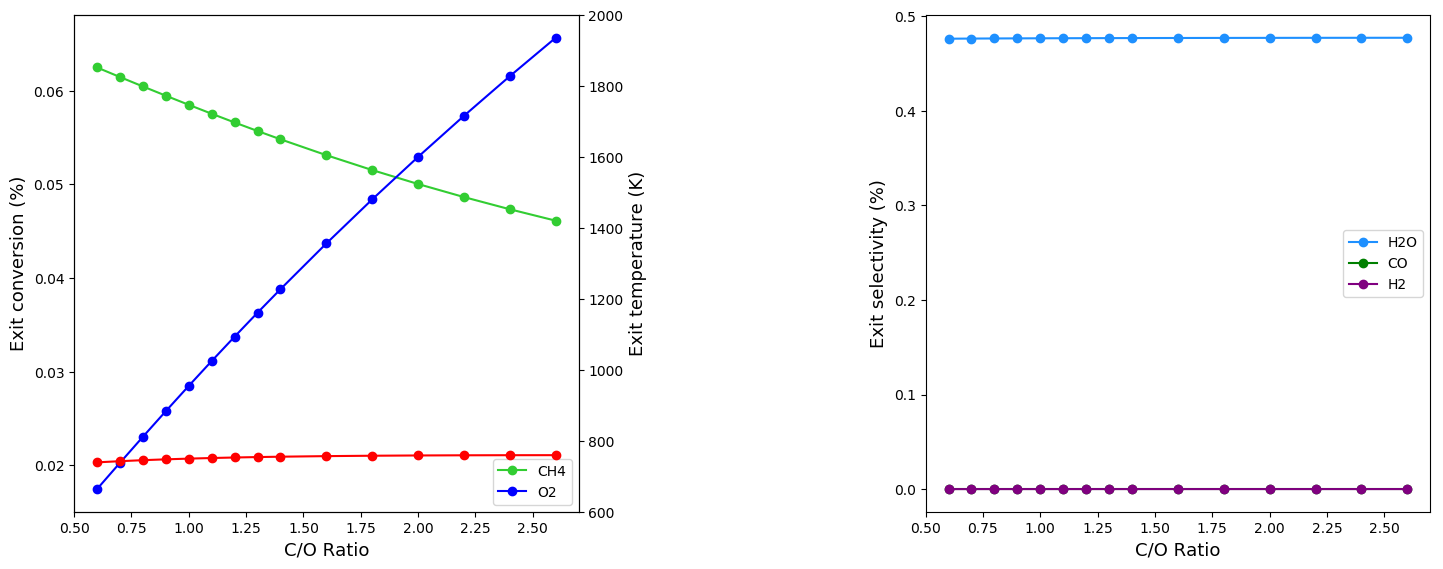 Exit conversion (%)
0.06
0.05
0.04
0.03
0.02
0.50 0.75 1.00 1.25 1.50 1.75 2.00 2.25 2.50
C/O Ratio
2000
1800
1600
1400
1200
1000
800
600
Exit temperature (K)
CH4
O2
Exit selectivity (%)
0.5
0.4
0.3
0.2
0.1
0.0
0.50 0.75 1.00 1.25 1.50 1.75 2.00 2.25 2.50
C/O Ratio
H2O
CO
H2